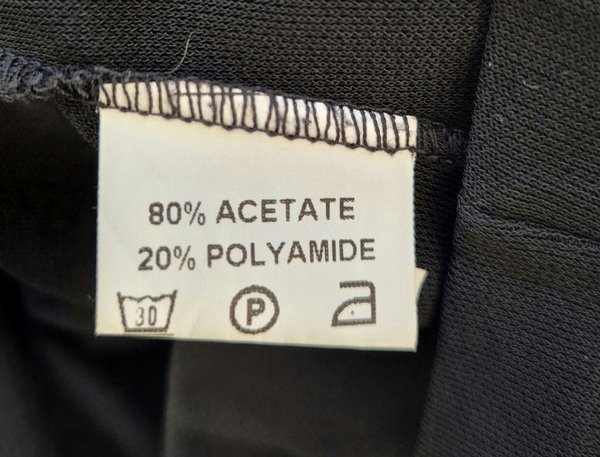 80% ACETATE
20% POLYAMIDE
30 P